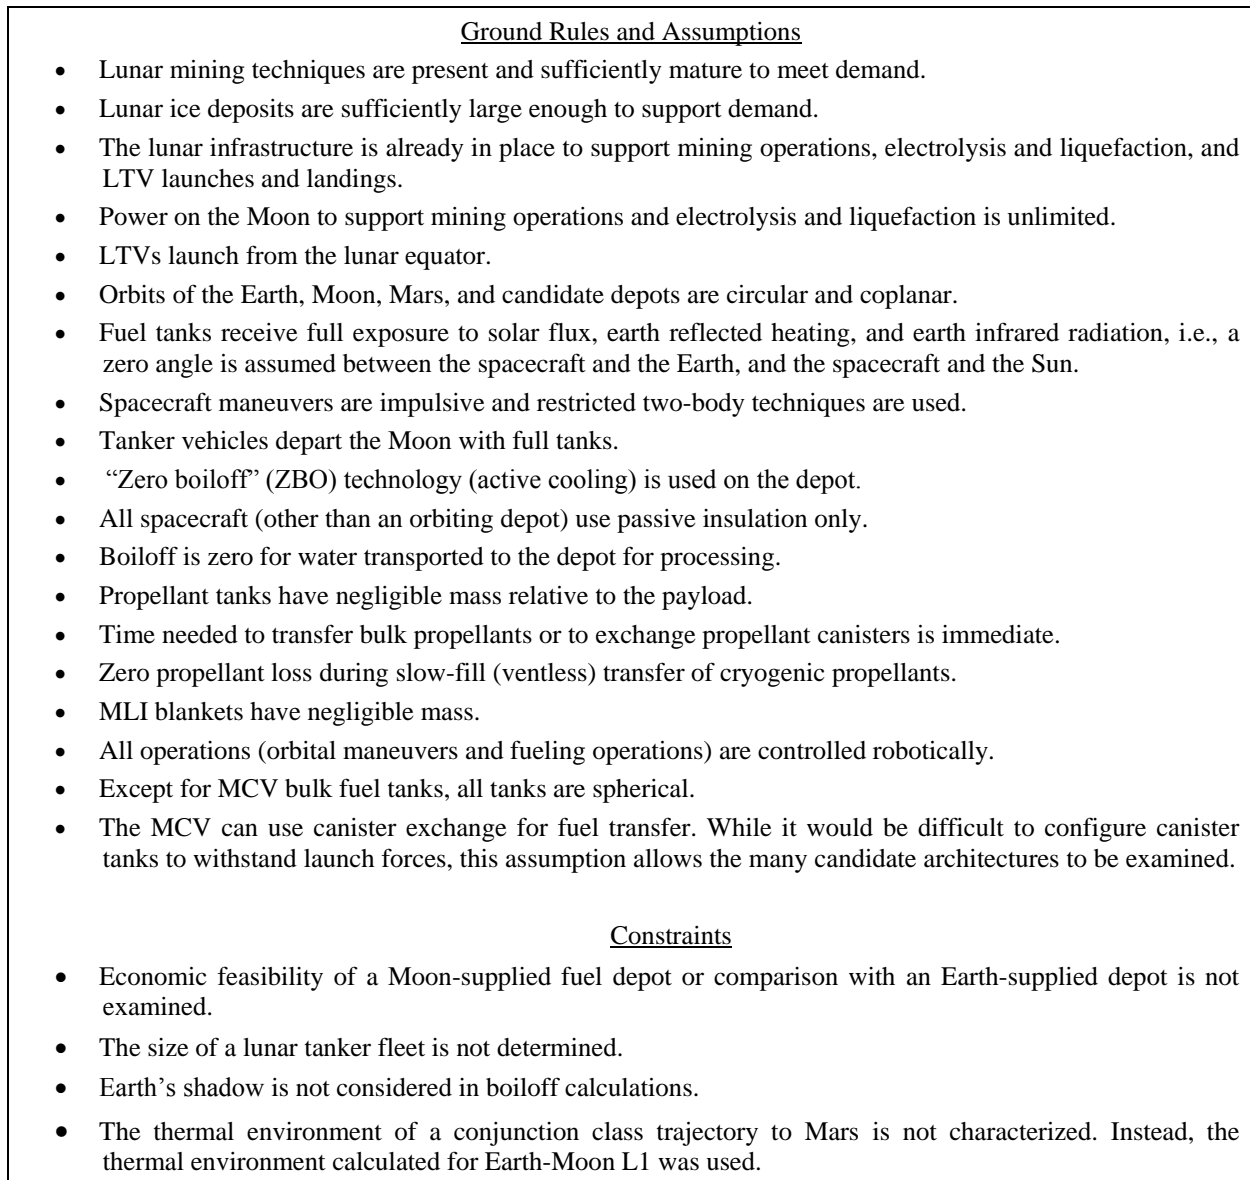 Ground Rules and Assumptions
• Lunar mining techniques are present and sufficiently mature to meet demand.
• Lunar ice deposits are sufficiently large enough to support demand.
• The lunar infrastructure is already in place to support mining operations, electrolysis and liquefaction, and
LTV launches and landings.
• Power on the Moon to support mining operations and electrolysis and liquefaction is unlimited.
• LTVs launch from the lunar equator.
• Orbits of the Earth, Moon, Mars, and candidate depots are circular and coplanar.
• Fuel tanks receive full exposure to solar flux, earth reflected heating, and earth infrared radiation, i.e., a
zero angle is assumed between the spacecraft and the Earth, and the spacecraft and the Sun.
• Spacecraft maneuvers are impulsive and restricted two-body techniques are used.
• Tanker vehicles depart the Moon with full tanks.
• “Zero boiloff” (ZBO) technology (active cooling) is used on the depot.
• All spacecraft (other than an orbiting depot) use passive insulation only.
• Boiloff is zero for water transported to the depot for processing.
• Propellant tanks have negligible mass relative to the payload.
• Time needed to transfer bulk propellants or to exchange propellant canisters is immediate.
• Zero propellant loss during slow-fill (ventless) transfer of cryogenic propellants.
• MLI blankets have negligible mass.
• All operations (orbital maneuvers and fueling operations) are controlled robotically.
• Except for MCV bulk fuel tanks, all tanks are spherical.
• The MCV can use canister exchange for fuel transfer. While it would be difficult to configure canister
tanks to withstand launch forces, this assumption allows the many candidate architectures to be examined.
Constraints
• Economic feasibility of a Moon-supplied fuel depot or comparison with an Earth-supplied depot is not
examined.
• The size of a lunar tanker fleet is not determined.
• Earth’s shadow is not considered in boiloff calculations.
• The thermal environment of a conjunction class trajectory to Mars is not characterized. Instead, the
thermal environment calculated for Earth-Moon L1 was used.